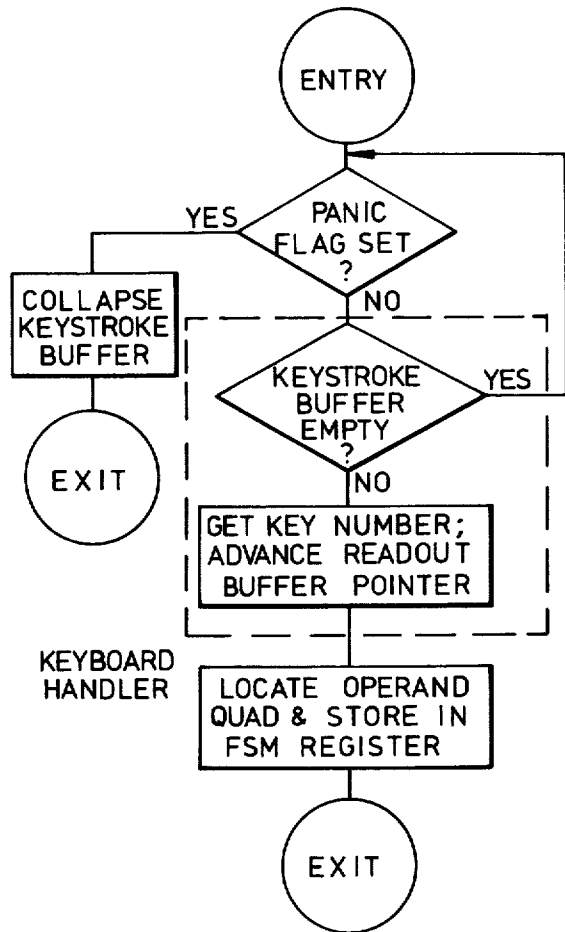 ENTRY
YES
PANIC
FLAG SET
?
NO
COLLAPSE
KEYSTROKE
BUFFER
EXIT
KEYSTROKE
BUFFER
EMPTY
?
YES
NO
GET KEY NUMBER;
ADVANCE READOUT
BUFFER POINTER
KEYBOARD
HANDLER
LOCATE OPERAND
QUAD & STORE IN
FSM REGISTER
EXIT